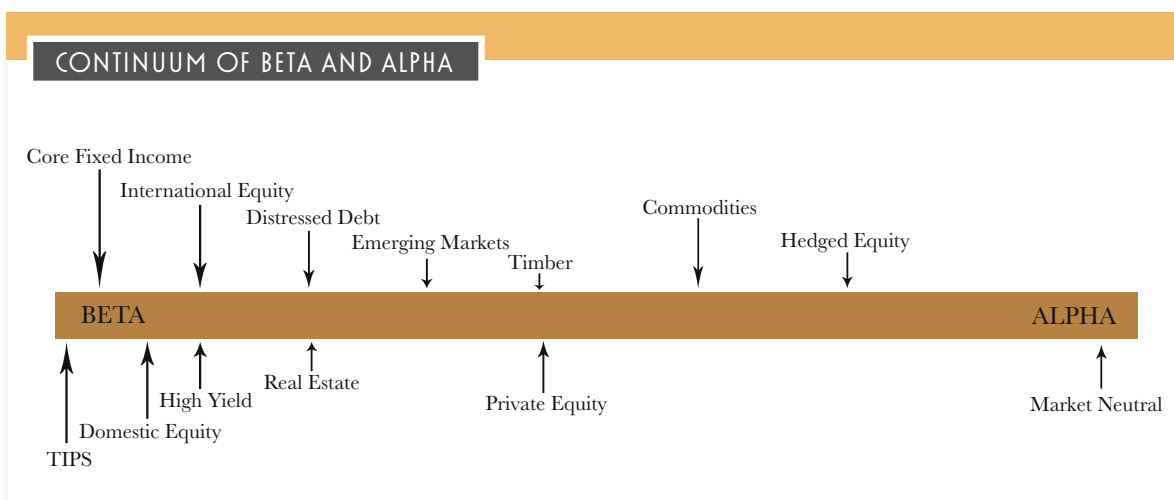 CONTINUUM OF BETA AND ALPHA
Core Fixed Income
International Equity
Distressed Debt
Emerging Markets
Timber
Commodities
Hedged Equity
BETA
ALPHA
TIPS
Domestic Equity
High Yield
Real Estate
Private Equity
Market Neutral